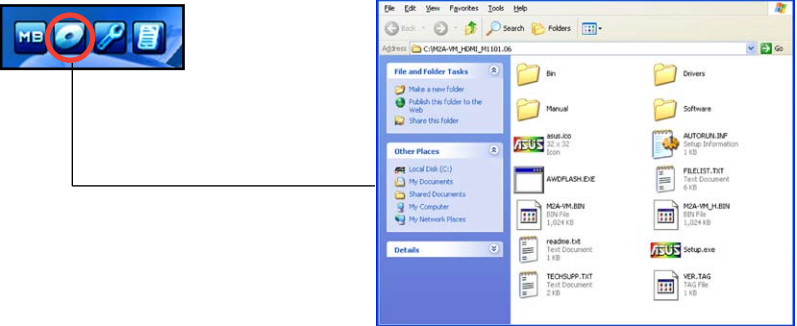 MB
File Edit View Favorites Tools Help
Back Search Folders
Address C:\M2A-VM_HDMI_M1101.06 Go
File and Folder Tasks
Make a new folder
Publish this folder to the
Web
Share this folder
Other Places
Local Disk (C:)
My Documents
Shared Documents
My Computer
My Network Places
Details
Bin
Drivers
Manual
Software
ASUS
asus.ico
32 x 32
Icon
AUTORUN.INF
Setup Information
1 KB
AWDFLASH.EXE
FILELIST.TXT
Text Document
6 KB
M2A-VM.BIN
BIN File
1,024 KB
M2A-VM_H.BIN
BIN File
1,024 KB
readme.txt
Text Document
1 KB
ASUS
Setup.exe
TECHSUPP.TXT
Text Document
2 KB
VER.TAG
TAG File
1 KB